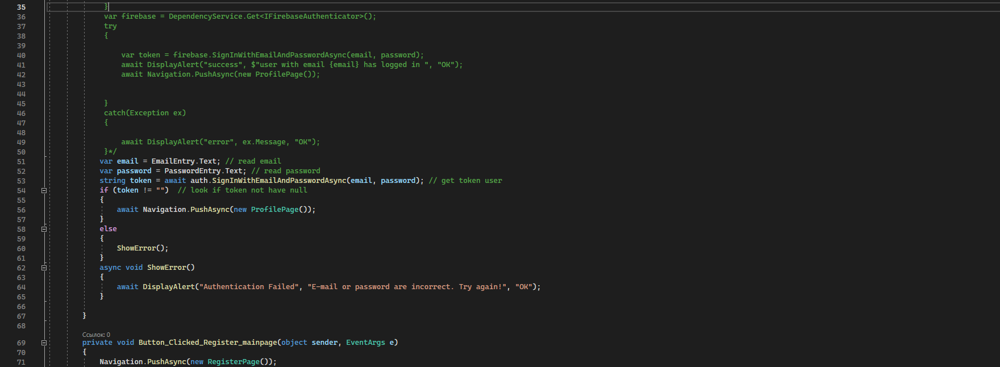 35 }
36 var firebase = DependencyService.Get<IFirebaseAuthenticator>();
37 try
38 {
39
40 var token = firebase.SignInWithEmailAndPasswordAsync(email, password);
41 await DisplayAlert("success", $"user with email {email} has logged in ", "OK");
42 await Navigation.PushAsync(new ProfilePage());
43
44
45 }
46 catch(Exception ex)
47 {
48
49 await DisplayAlert("error", ex.Message, "OK");
50 }*/
51 var email = EmailEntry.Text; // read email
52 var password = PasswordEntry.Text; // read password
53 string token = await auth.SignInWithEmailAndPasswordAsync(email, password); // get token user
54 if (token != "") // look if token not have null
55 {
56 await Navigation.PushAsync(new ProfilePage());
57 }
58 else
59 {
60 ShowError();
61 }
62 async void ShowError()
63 {
64 await DisplayAlert("Authentication Failed", "E-mail or password are incorrect. Try again!", "OK");
65 }
66
67 }
68
Ссылок: 0
69 private void Button_Clicked_Register_mainpage(object sender, EventArgs e)
70 {
71 Navigation.PushAsync(new RegisterPage());